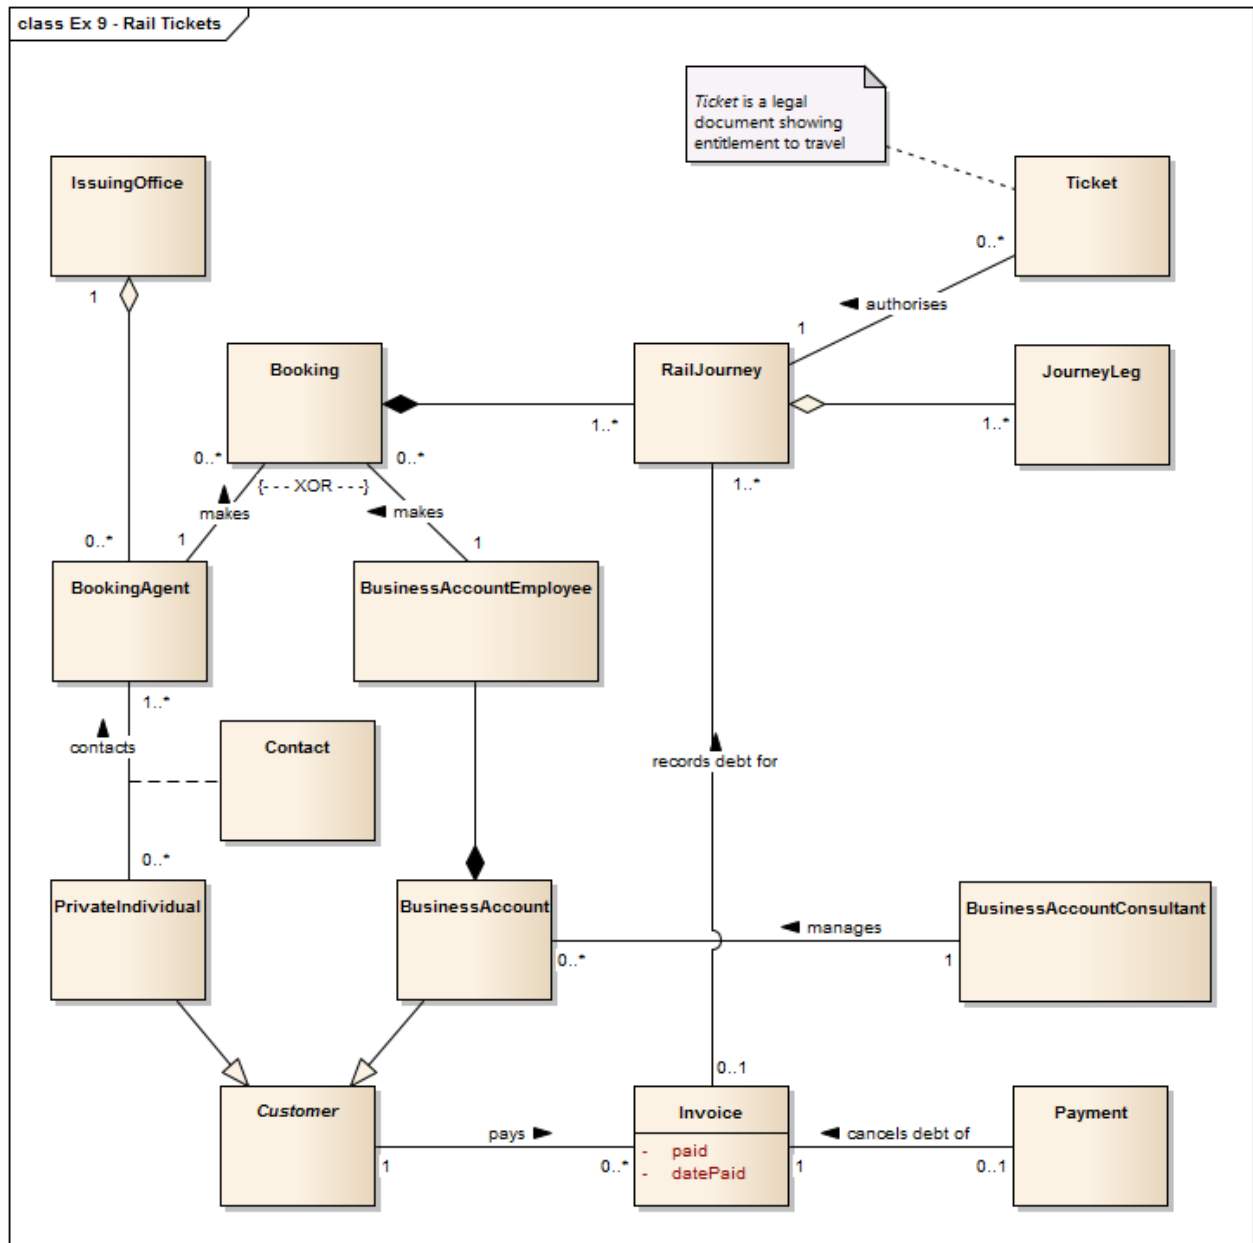 class Ex 9 - Rail Tickets
Ticket is a legal
document showing
entitlement to travel
IssuingOffice
Ticket
1
0..*
authorises
1
Booking
RailJourney
JourneyLeg
1..*
1..*
0..*
0..*
{- - - XOR - - -}
1..*
makes
makes
0..*
1
1
BookingAgent
BusinessAccountEmployee
1..*
contacts
Contact
records debt for
0..*
PrivateIndividual
BusinessAccount
BusinessAccountConsultant
manages
0..*
1
0..1
Customer
Invoice
Payment
pays
cancels debt of
- paid
1
0..*
1
0..1
- datePaid